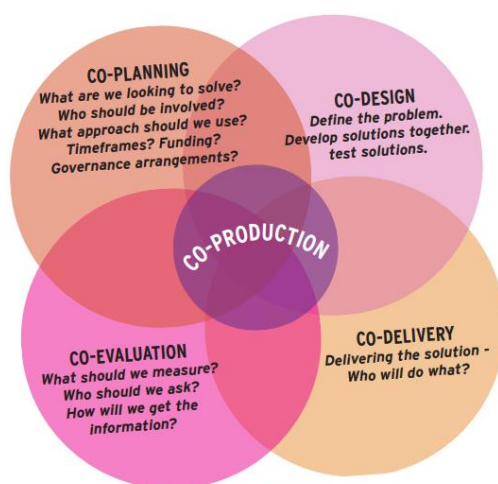 CO-PLANNING
What are we looking to solve?
Who should be involved?
What approach should we use?
Timeframes? Funding?
Governance arrangements?
CO-DESIGN
Define the problem.
Develop solutions together.
test solutions.
CO-PRODUCTION
CO-EVALUATION
What should we measure?
Who should we ask?
How will we get the
information?
CO-DELIVERY
Delivering the solution -
Who will do what?